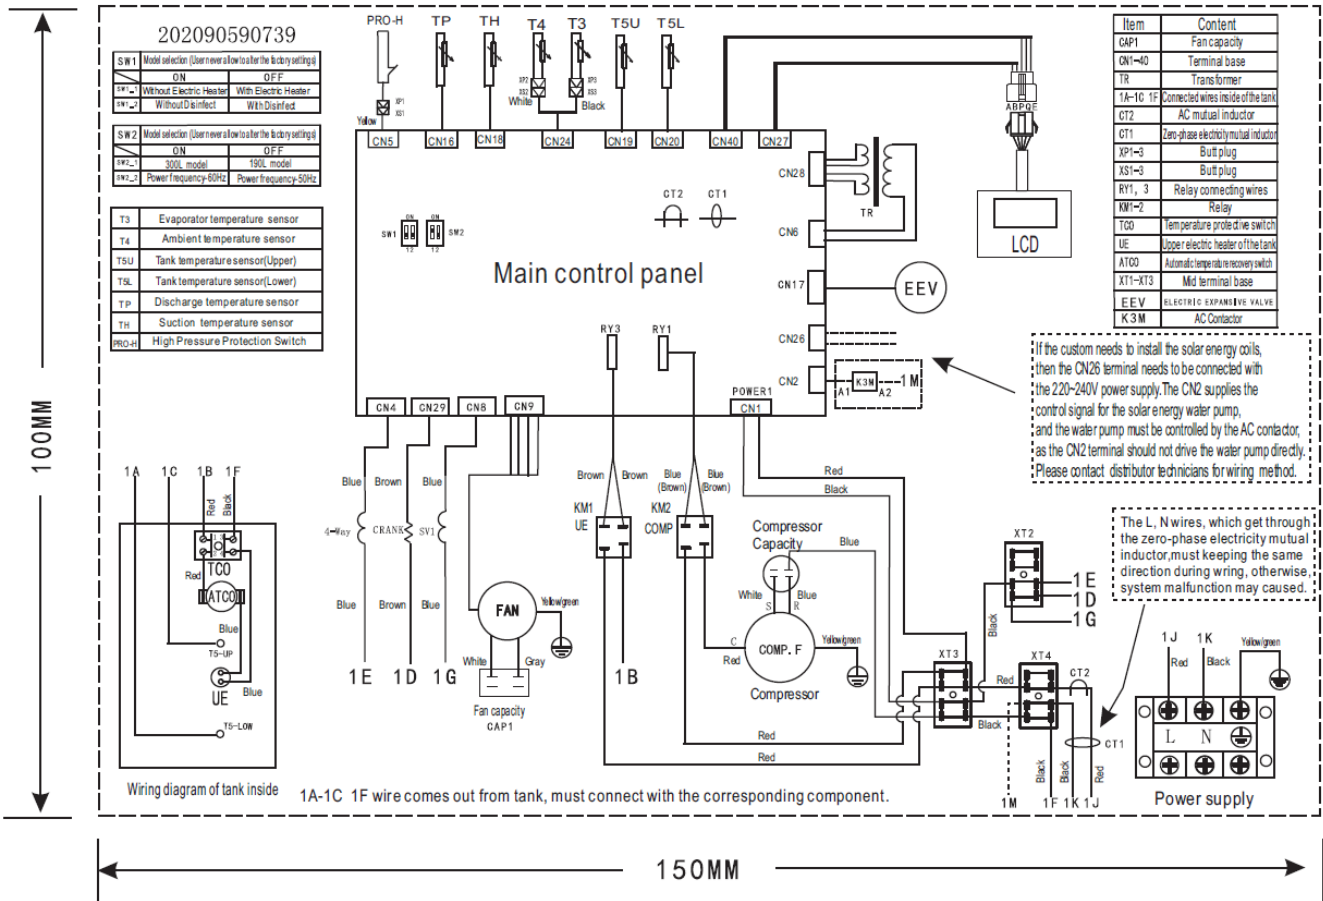 202090590739
SW1 Model selection (User never allow to alter the factory settings)
ON OFF
SW1_1 Without Electric Heater With Electric Heater
SW1_2 Without Disinfect With Disinfect
SW2 Model selection (User never allow to alter the factory settings)
ON OFF
SW2_1 300L model 190L model
SW2_2 Power frequency-60Hz Power frequency-50Hz
T3 Evaporator temperature sensor
T4 Ambient temperature sensor
T5U Tank temperature sensor(Upper)
T5L Tank temperature sensor(Lower)
TP Discharge temperature sensor
TH Suction temperature sensor
PRO-H High Pressure Protection Switch
PRO-H TP TH T4 T3 T5U T5L
XP1
XS1
Yellow
XP2
XS2
White
XP3
XS3
Black
CN5 CN16 CN18 CN24 CN19 CN20 CN40 CN27
ABPQE
LCD
CN28
TR
CN6
CN17
EEV
CN26
CN2
A1 K3M A2 1M
CT2 CT1
SW1 ON 12
ON 12 SW2
Main control panel
RY3 RY1
POWER1
CN4 CN29 CN8 CN9 CN1
Item Content
CAP1 Fan capacity
CN1-40 Terminal base
TR Transformer
1A-1C 1F Connected wires inside of the tank
CT2 AC mutual inductor
CT1 Zero-phase electricity mutual inductor
XP1-3 Butt plug
XS1-3 Butt plug
RY1, 3 Relay connecting wires
KM1-2 Relay
TCO Temperature protective switch
UE Upper electric heater of the tank
ATCO Automatic temperature recovery switch
XT1-XT3 Mid terminal base
EEV ELECTRIC EXPANSIVE VALVE
K3M AC Contactor
If the custom needs to install the solar energy coils,
then the CN26 terminal needs to be connected with
the 220~240V power supply.The CN2 supplies the
control signal for the solar energy water pump,
and the water pump must be controlled by the AC contactor,
as the CN2 terminal should not drive the water pump directly.
Please contact distributor technicians for wiring method.
The L, N wires, which get through
the zero-phase electricity mutual
inductor,must keeping the same
direction during wring, otherwise,
system malfunction may caused.
100MM
1A 1C 1B 1F
Red Black
1 3
2 4
TCO
Red
ATCO
Blue
T5-UP
UE
Blue
T5-LOW
Wiring diagram of tank inside
Blue Brown Blue
4-Way CRANK SV1
Blue Brown Blue
1E 1D 1G
FAN
Yellow/green
White Gray
Fan capacity
CAP1
Brown Brown
KM1
UE
1B
Blue (Brown) Blue (Brown)
KM2
COMP
Compressor
Capacity
Blue
White Blue
S R
C
Red
COMP.F
Yellow/green
Compressor
Red
Black
Red
Red
XT2
1E
1D
1G
Black
XT3
Red
Black
XT4
CT2
CT1
Black Black Red
1M 1F 1K 1J
1J 1K
Red Black Yellow/green
L N
Power supply
1A-1C 1F wire comes out from tank, must connect with the corresponding component.
150MM